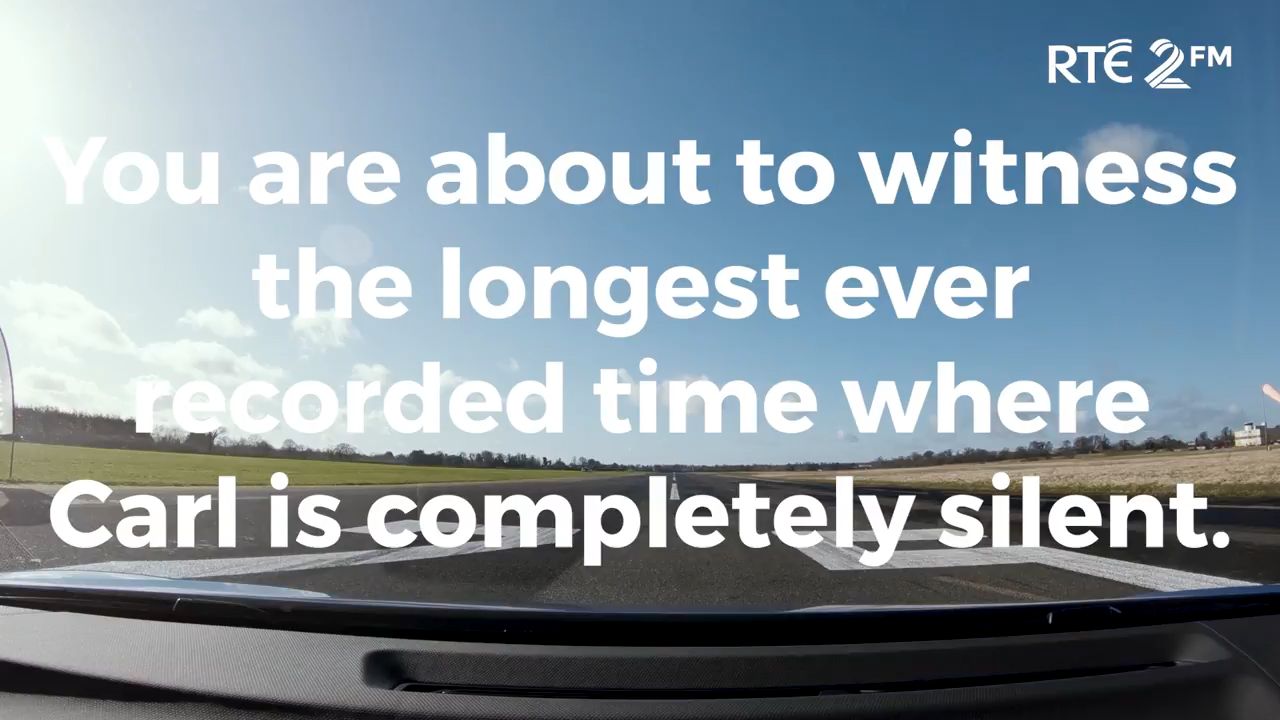 RTÉ 2FM
You are about to witness
the longest ever
recorded time where
Carl is completely silent.